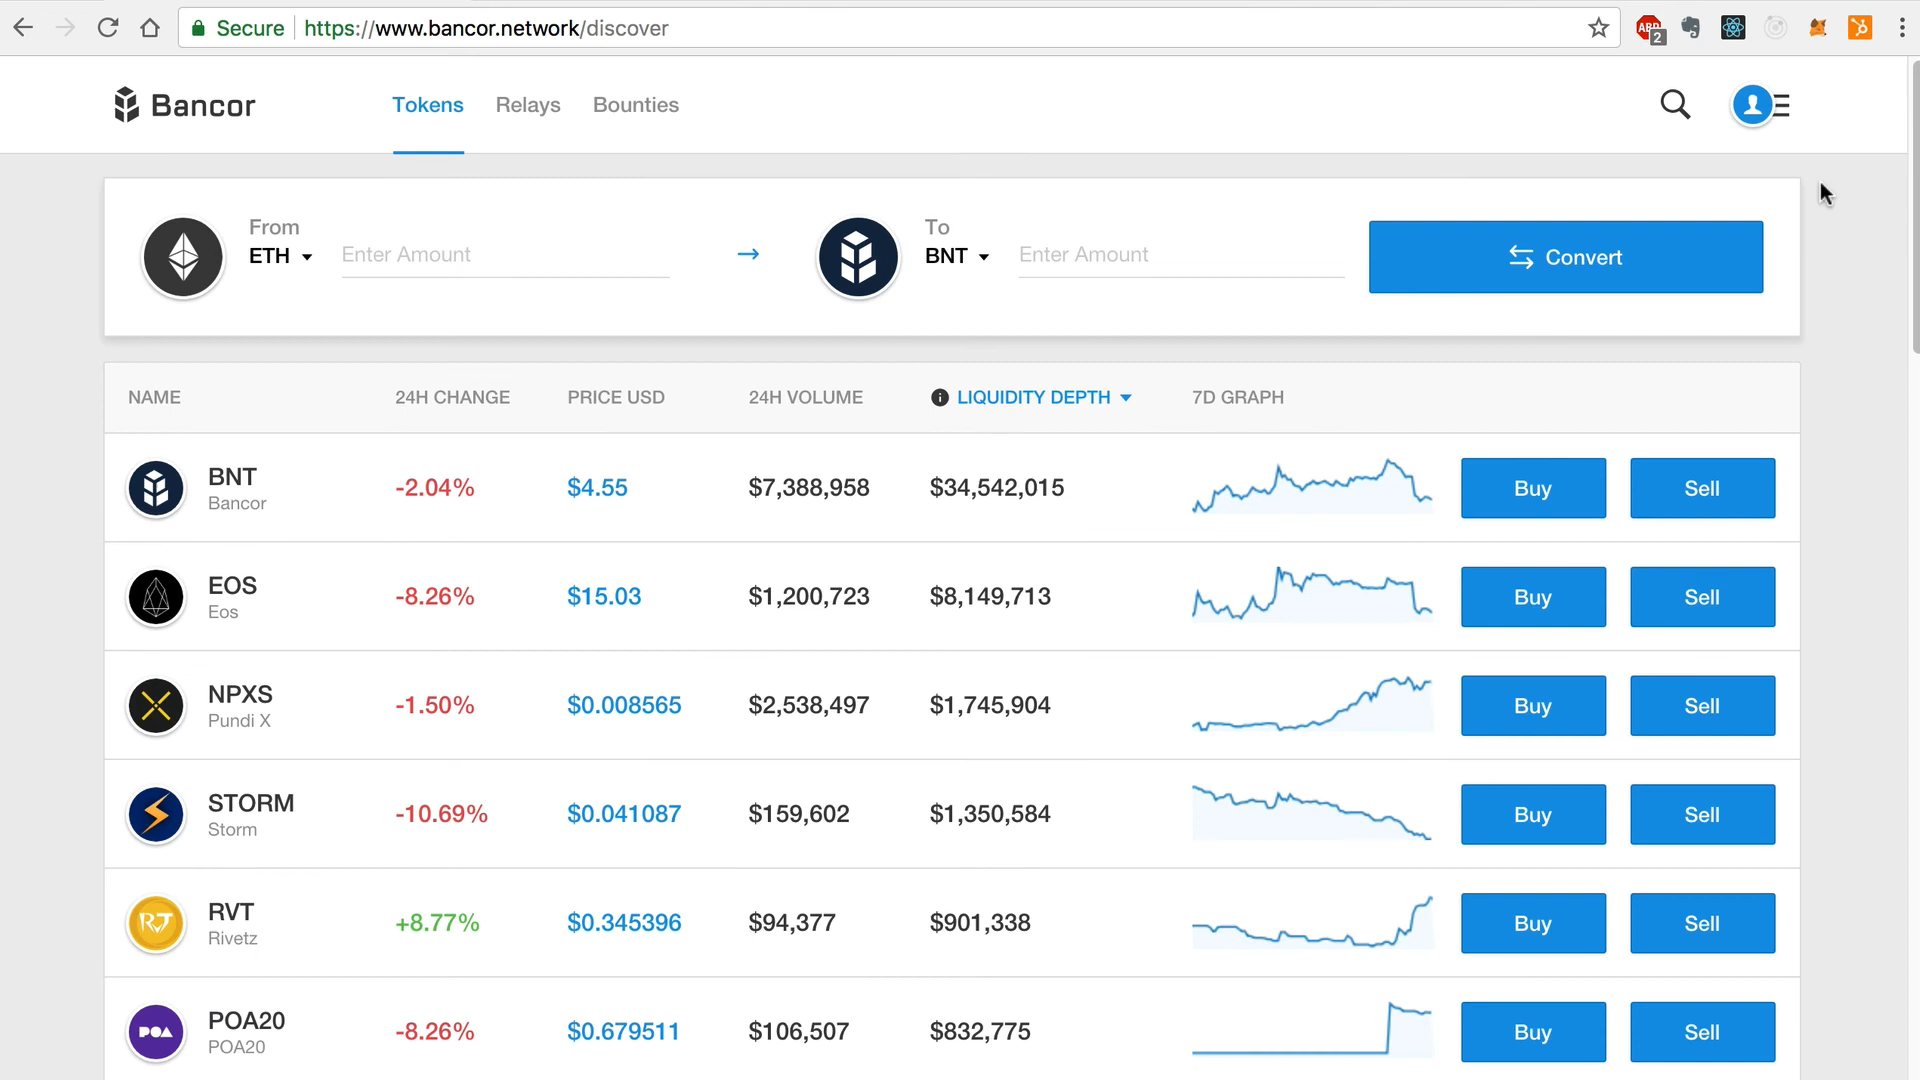 Secure https://www.bancor.network/discover
ABP
2
Bancor Tokens Relays Bounties
From
ETH Enter Amount
To
BNT Enter Amount
Convert
NAME 24H CHANGE PRICE USD 24H VOLUME i LIQUIDITY DEPTH 7D GRAPH
BNT
Bancor
-2.04% $4.55 $7,388,958 $34,542,015 Buy Sell
EOS
Eos
-8.26% $15.03 $1,200,723 $8,149,713 Buy Sell
NPXS
Pundi X
-1.50% $0.008565 $2,538,497 $1,745,904 Buy Sell
STORM
Storm
-10.69% $0.041087 $159,602 $1,350,584 Buy Sell
RVT
RVT
Rivetz
+8.77% $0.345396 $94,377 $901,338 Buy Sell
POA
POA20
POA20
-8.26% $0.679511 $106,507 $832,775 Buy Sell